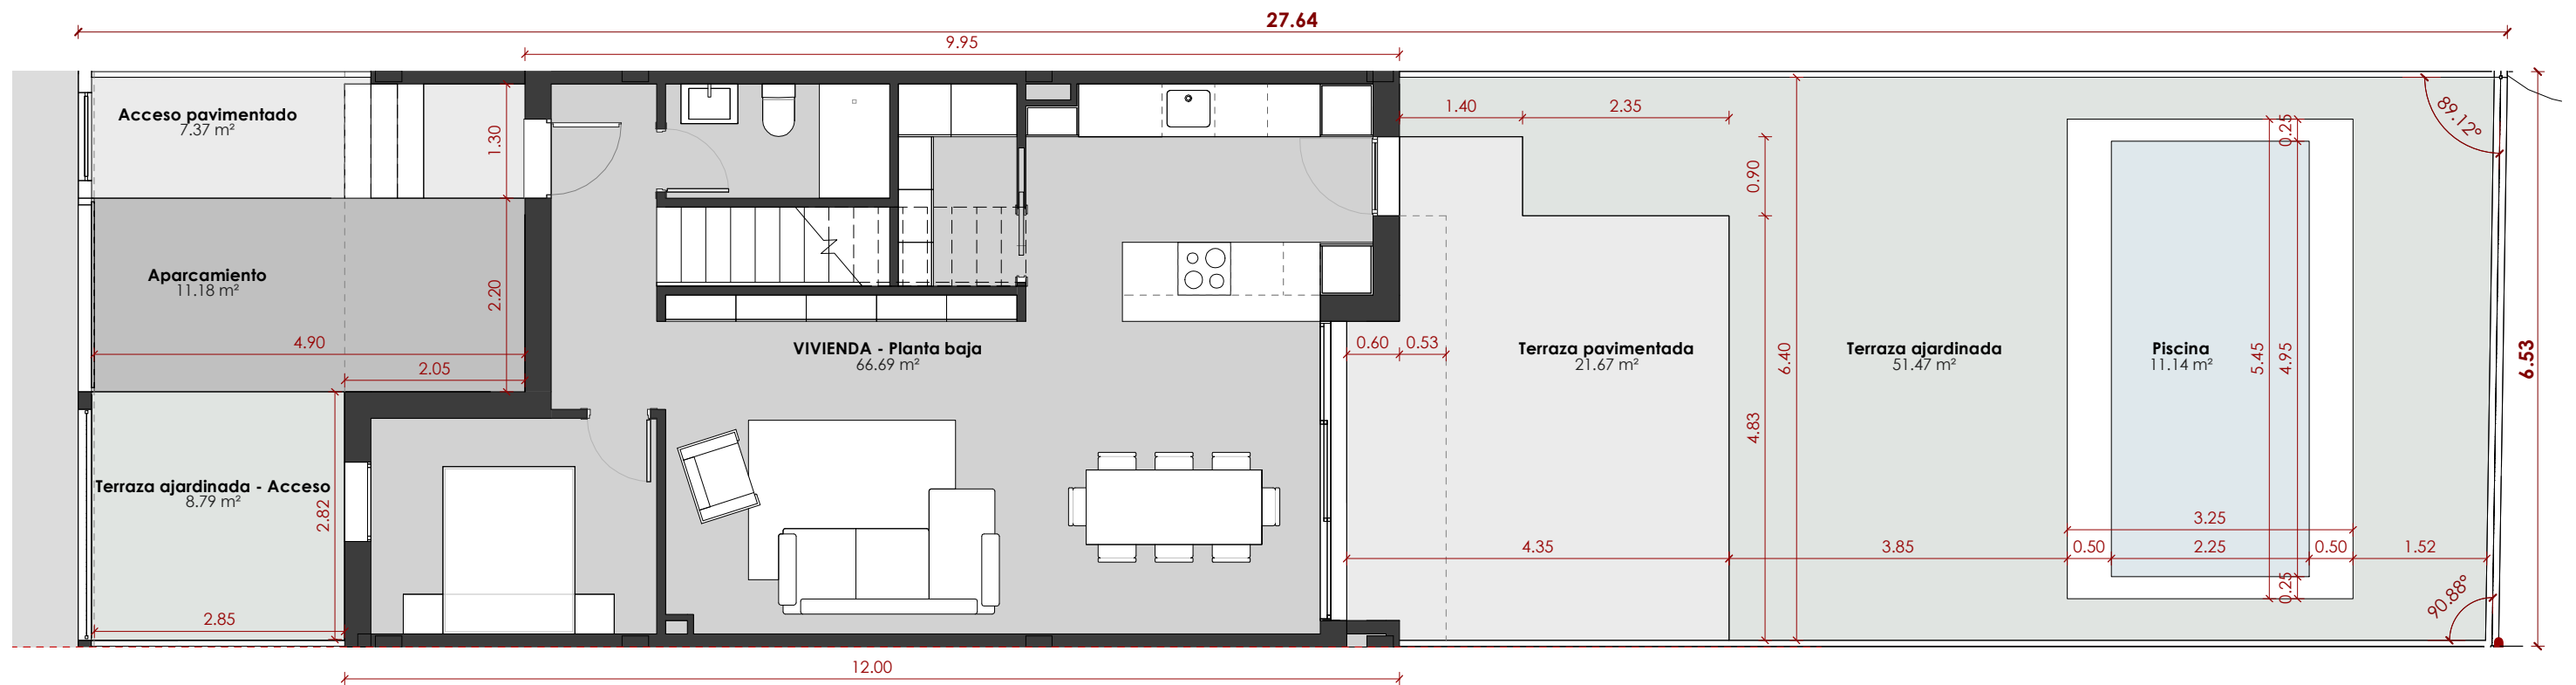 27.64
9.95
Acceso pavimentado
7.37 m²
1.30
1.40
2.35
0.25
89.12°
0.90
Aparcamiento
11.18 m²
2.20
4.90
2.05
VIVIENDA - Planta baja
66.69 m²
0.60
0.53
Terraza pavimentada
21.67 m²
6.40
Terraza ajardinada
51.47 m²
Piscina
11.14 m²
5.45
4.95
6.53
4.83
Terraza ajardinada - Acceso
8.79 m²
2.82
3.25
4.35
3.85
0.50
2.25
0.50
1.52
0.25
90.88°
2.85
12.00